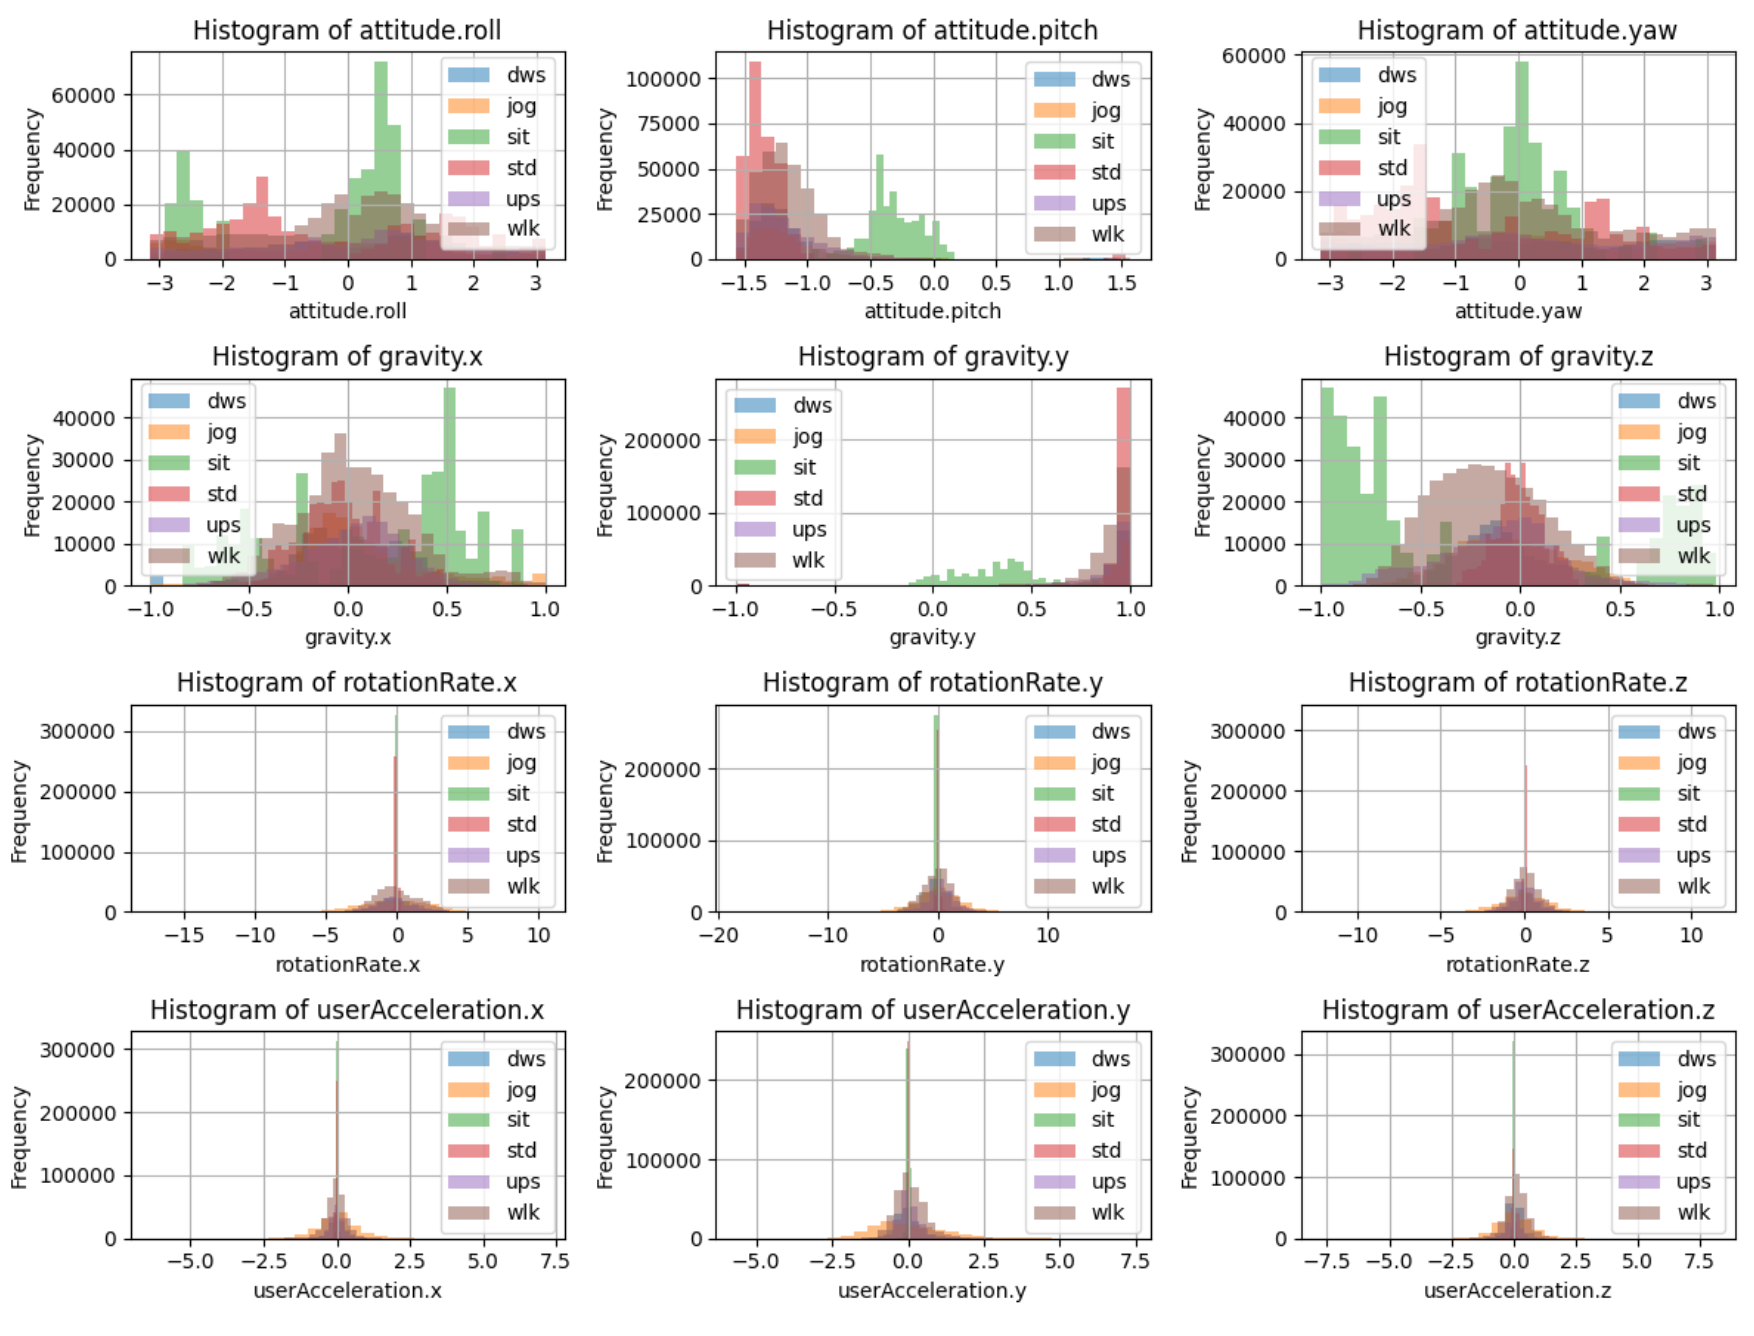 Histogram of attitude.roll
Frequency
60000
40000
20000
0
dws
jog
sit
std
ups
wlk
−3 −2 −1 0 1 2 3
attitude.roll
Histogram of attitude.pitch
Frequency
100000
75000
50000
25000
0
dws
jog
sit
std
ups
wlk
−1.5 −1.0 −0.5 0.0 0.5 1.0 1.5
attitude.pitch
Histogram of attitude.yaw
Frequency
60000
40000
20000
0
dws
jog
sit
std
ups
wlk
−3 −2 −1 0 1 2 3
attitude.yaw
Histogram of gravity.x
Frequency
40000
30000
20000
10000
0
dws
jog
sit
std
ups
wlk
−1.0 −0.5 0.0 0.5 1.0
gravity.x
Histogram of gravity.y
Frequency
200000
100000
0
dws
jog
sit
std
ups
wlk
−1.0 −0.5 0.0 0.5 1.0
gravity.y
Histogram of gravity.z
Frequency
40000
30000
20000
10000
0
dws
jog
sit
std
ups
wlk
−1.0 −0.5 0.0 0.5 1.0
gravity.z
Histogram of rotationRate.x
Frequency
300000
200000
100000
0
dws
jog
sit
std
ups
wlk
−15 −10 −5 0 5 10
rotationRate.x
Histogram of rotationRate.y
Frequency
200000
100000
0
dws
jog
sit
std
ups
wlk
−20 −10 0 10
rotationRate.y
Histogram of rotationRate.z
Frequency
300000
200000
100000
0
dws
jog
sit
std
ups
wlk
−10 −5 0 5 10
rotationRate.z
Histogram of userAcceleration.x
Frequency
300000
200000
100000
0
dws
jog
sit
std
ups
wlk
−5.0 −2.5 0.0 2.5 5.0 7.5
userAcceleration.x
Histogram of userAcceleration.y
Frequency
200000
100000
0
dws
jog
sit
std
ups
wlk
−5.0 −2.5 0.0 2.5 5.0 7.5
userAcceleration.y
Histogram of userAcceleration.z
Frequency
300000
200000
100000
0
dws
jog
sit
std
ups
wlk
−7.5 −5.0 −2.5 0.0 2.5 5.0 7.5
userAcceleration.z